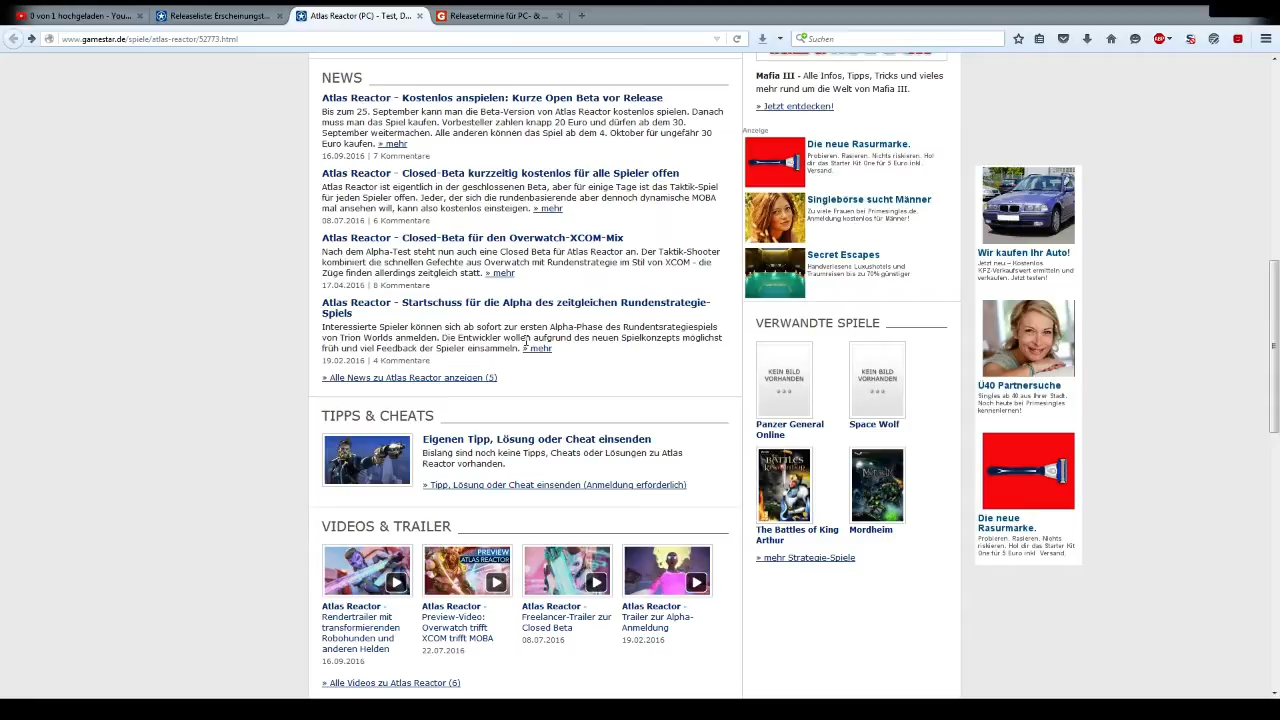 0 von 1 hochgeladen - You...
Releaseliste: Erscheinungst...
Atlas Reactor (PC) - Test, D...
Releasetermine für PC- & ...
www.gamestar.de/spiele/atlas-reactor/52773.html
Suchen
NEWS
Atlas Reactor - Kostenlos anspielen: Kurze Open Beta vor Release
Bis zum 25. September kann man die Beta-Version von Atlas Reactor kostenlos spielen. Danach
muss man das Spiel kaufen. Vorbesteller zahlen knapp 20 Euro und dürfen ab dem 30.
September weitermachen. Alle anderen können das Spiel ab dem 4. Oktober für ungefähr 30
Euro kaufen. » mehr
16.09.2016 | 7 Kommentare
Atlas Reactor - Closed-Beta kurzzeitig kostenlos für alle Spieler offen
Atlas Reactor ist eigentlich in der geschlossenen Beta, aber für einige Tage ist das Taktik-Spiel
für jeden Spieler offen. Jeder, der sich die rundenbasierende aber dennoch dynamische MOBA
mal ansehen will, kann also kostenlos einsteigen. » mehr
08.07.2016 | 6 Kommentare
Atlas Reactor - Closed-Beta für den Overwatch-XCOM-Mix
Nach dem Alpha-Test steht nun auch eine Closed Beta für Atlas Reactor an. Der Taktik-Shooter
kombiniert die schnellen Gefechte aus Overwatch mit Rundenstrategie im Stil von XCOM - die
Züge finden allerdings zeitgleich statt. » mehr
17.04.2016 | 8 Kommentare
Atlas Reactor - Startschuss für die Alpha des zeitgleichen Rundenstrategie-
Spiels
Interessierte Spieler können sich ab sofort zur ersten Alpha-Phase des Rundentsrategiespiels
von Trion Worlds anmelden. Die Entwickler wollen aufgrund des neuen Spielkonzepts möglichst
früh und viel Feedback der Spieler einsammeln. » mehr
19.02.2016 | 4 Kommentare
» Alle News zu Atlas Reactor anzeigen (5)
TIPPS & CHEATS
Eigenen Tipp, Lösung oder Cheat einsenden
Bislang sind noch keine Tipps, Cheats oder Lösungen zu Atlas
Reactor vorhanden.
» Tipp, Lösung oder Cheat einsenden (Anmeldung erforderlich)
VIDEOS & TRAILER
PREVIEW
ATLAS REACTOR
Atlas Reactor -
Rendertrailer mit
transformierenden
Robohunden und
anderen Helden
16.09.2016
Atlas Reactor -
Preview-Video:
Overwatch trifft
XCOM trifft MOBA
22.07.2016
Atlas Reactor -
Freelancer-Trailer zur
Closed Beta
08.07.2016
Atlas Reactor -
Trailer zur Alpha-
Anmeldung
19.02.2016
» Alle Videos zu Atlas Reactor (6)
Mafia III - Alle Infos, Tipps, Tricks und vieles
mehr rund um die Welt von Mafia III.
» Jetzt entdecken!
Anzeige
Die neue Rasurmarke.
Probieren. Rasieren. Nichts riskieren. Hol
dir das Starter Kit One für 5 Euro inkl.
Versand.
Singlebörse sucht Männer
Zu viele Frauen bei Primesingles.de.
Anmeldung kostenlos für Männer!
Secret Escapes
Handverlesene Luxushotels und
Traumreisen bis zu 70% günstiger
VERWANDTE SPIELE
KEIN BILD
VORHANDEN
KEIN BILD
VORHANDEN
Panzer General
Online
Space Wolf
BATTLES
The Battles of King
Arthur
Mordheim
» mehr Strategie-Spiele
Wir kaufen Ihr Auto!
Jetzt neu – Kostenlos
KFZ-Verkaufswert ermitteln und
verkaufen. Jetzt testen!
Ü40 Partnersuche
Singles ab 40 aus Ihrer Stadt.
Noch heute bei Primesingles
kennenlernen!
Die neue
Rasurmarke.
Probieren. Rasieren. Nichts
riskieren. Hol dir das Starter Kit
One für 5 Euro inkl. Versand.